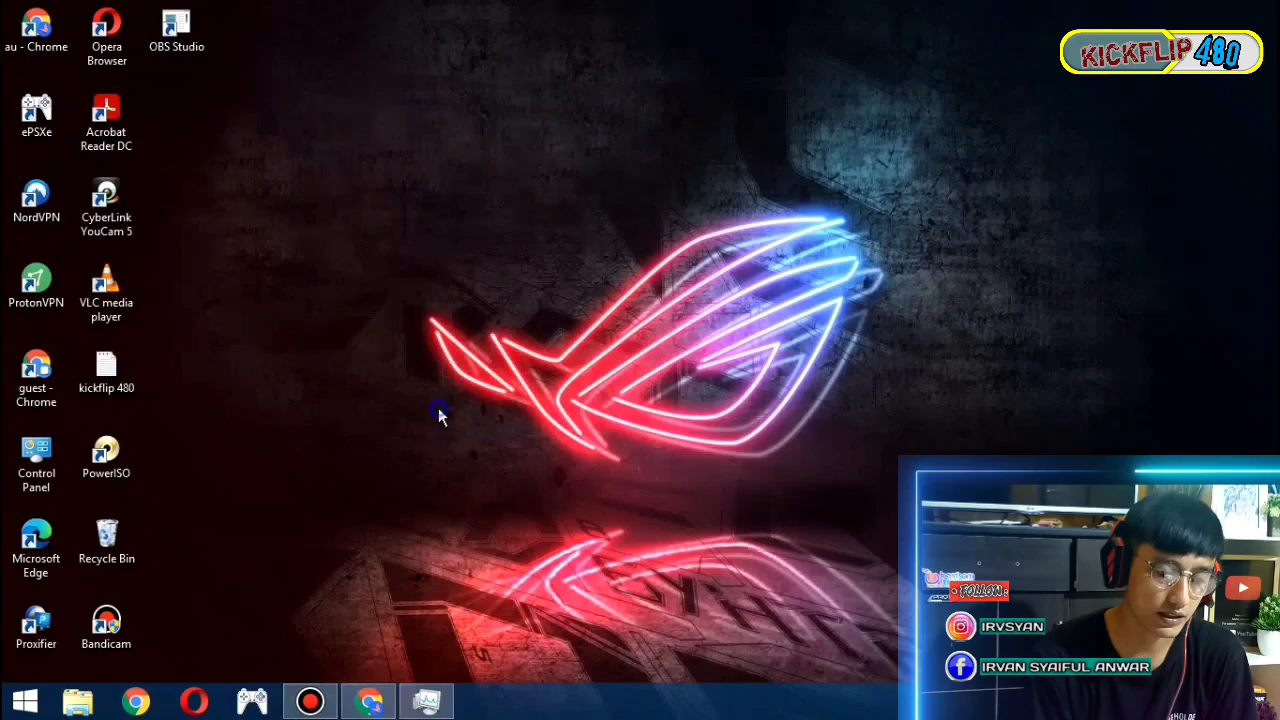 au - Chrome
Opera
Browser
OBS Studio
KICKFLIP 480
ePSXe
Acrobat
Reader DC
NordVPN
CyberLink
YouCam 5
ProtonVPN
VLC media
player
guest -
Chrome
kickflip 480
Control
Panel
PowerISO
Microsoft
Edge
Recycle Bin
Proxifier
Bandicam
FOLLOW :
IRVSYAN
IRVAN SYAIFUL ANWAR